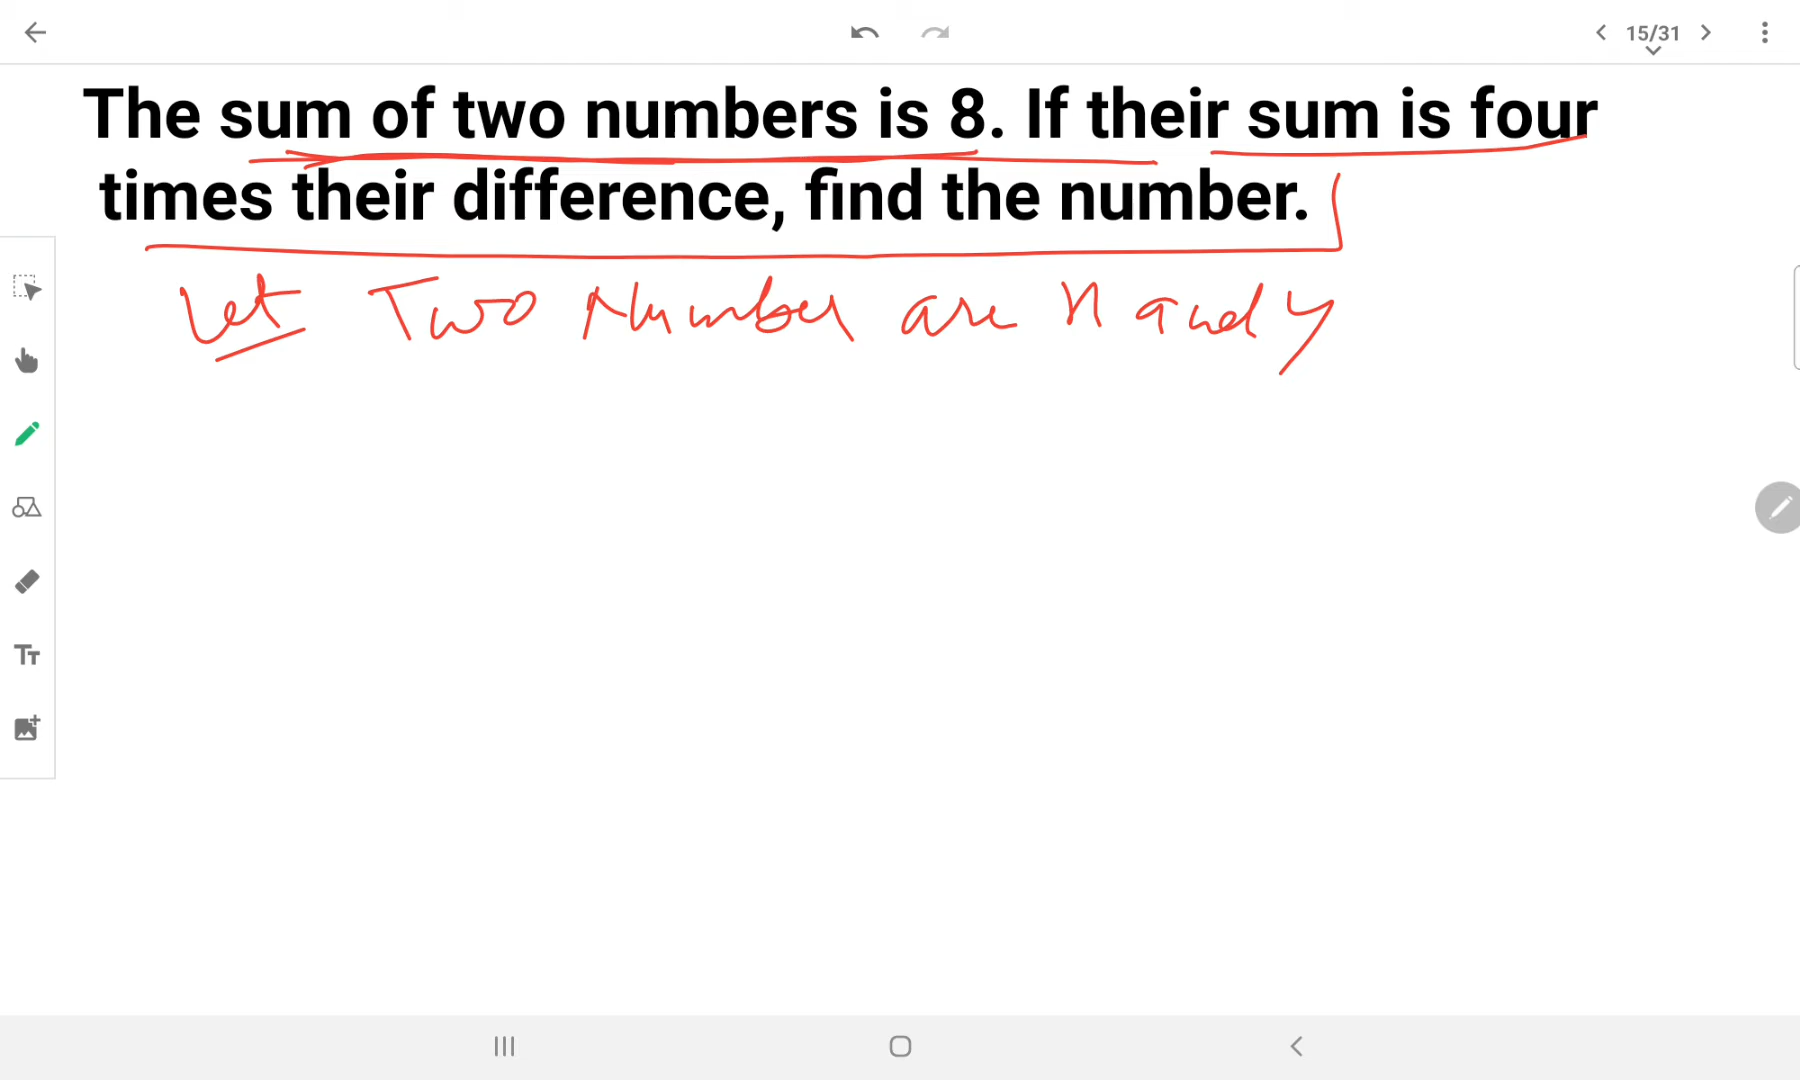 15/31
The sum of two numbers is 8. If their sum is four
times their difference, find the number.
Let Two Number are x and y
Tт